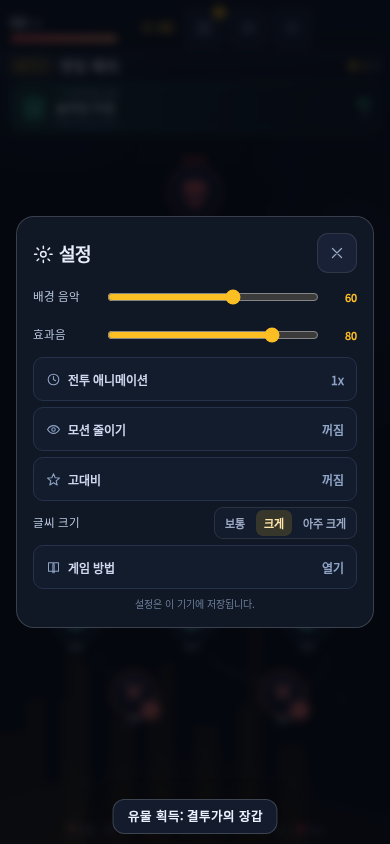 설정
배경 음악 60
효과음 80
전투 애니메이션 1x
모션 줄이기 꺼짐
고대비 꺼짐
글씨 크기 보통 크게 아주 크게
게임 방법 열기
설정은 이 기기에 저장됩니다.
유물 획득: 결투가의 장갑